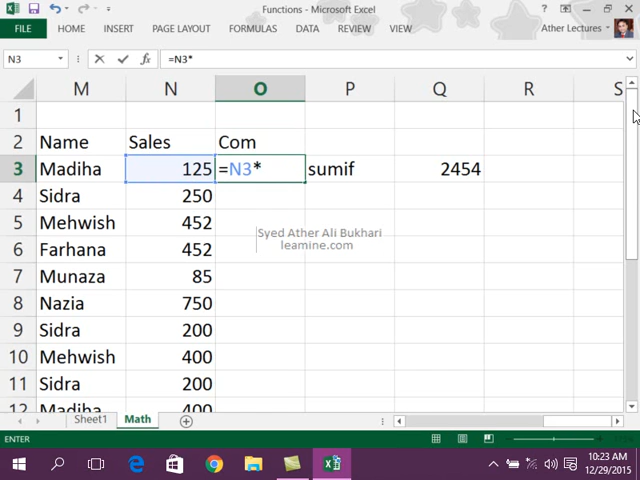 Functions - Microsoft Excel
FILE HOME INSERT PAGE LAYOUT FORMULAS DATA REVIEW VIEW Ather Lectures
N3 =N3*
M N O P Q R S
1
2 Name Sales Com
3 Madiha 125 =N3* sumif 2454
4 Sidra 250
5 Mehwish 452
Syed Ather Ali Bukhari
leamine.com
6 Farhana 452
7 Munaza 85
8 Nazia 750
9 Sidra 200
10 Mehwish 400
11 Sidra 200
12 Madiha 400
Sheet1 Math
ENTER
10:23 AM
12/29/2015